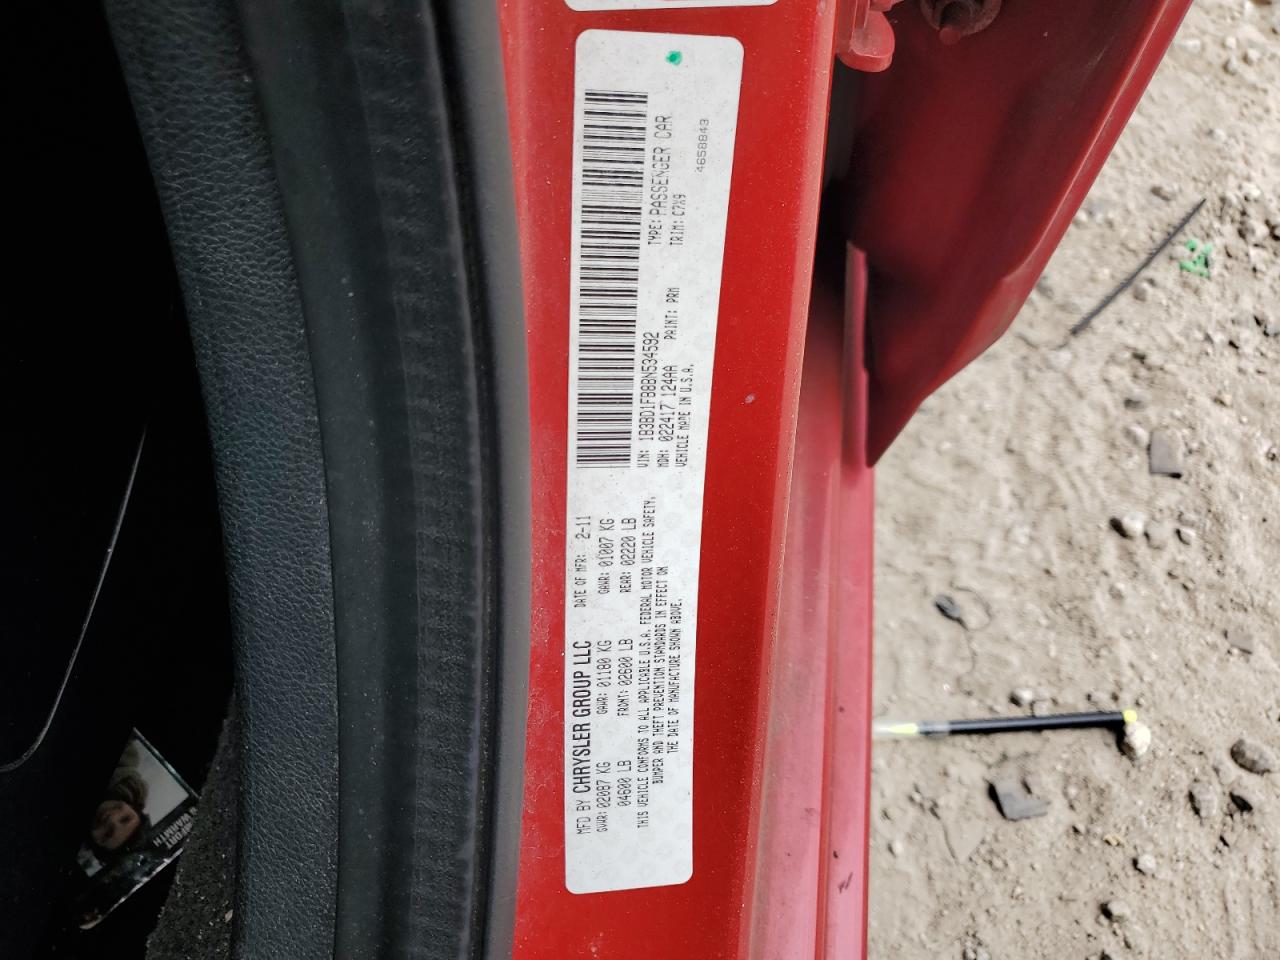 MFD BY CHRYSLER GROUP LLC DATE OF MFR: 2-11
GVWR: 02087 KG GAWR: 01180 KG GAWR: 01007 KG
04600 LB FRONT: 02600 LB REAR: 02220 LB
THIS VEHICLE CONFORMS TO ALL APPLICABLE U.S.A. FEDERAL MOTOR VEHICLE SAFETY,
BUMPER AND THEFT PREVENTION STANDARDS IN EFFECT ON
THE DATE OF MANUFACTURE SHOWN ABOVE.
VIN: 1B3BD1FB8BN534592 TYPE: PASSENGER CAR
MDH: 022417 124AA PAINT: PRM TRIM: C7X9
VEHICLE MADE IN U.S.A.
4658843